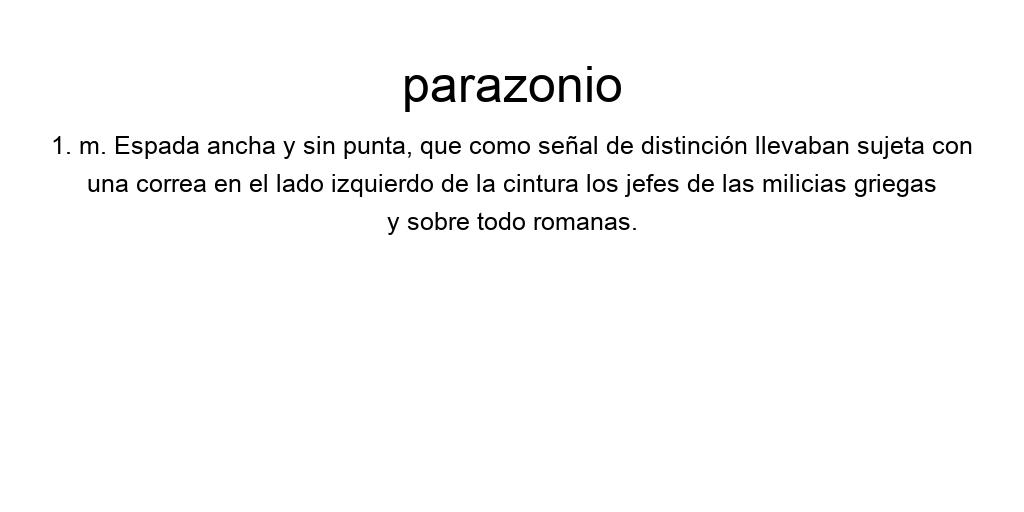 parazonio
1. m. Espada ancha y sin punta, que como señal de distinción llevaban sujeta con
una correa en el lado izquierdo de la cintura los jefes de las milicias griegas
y sobre todo romanas.